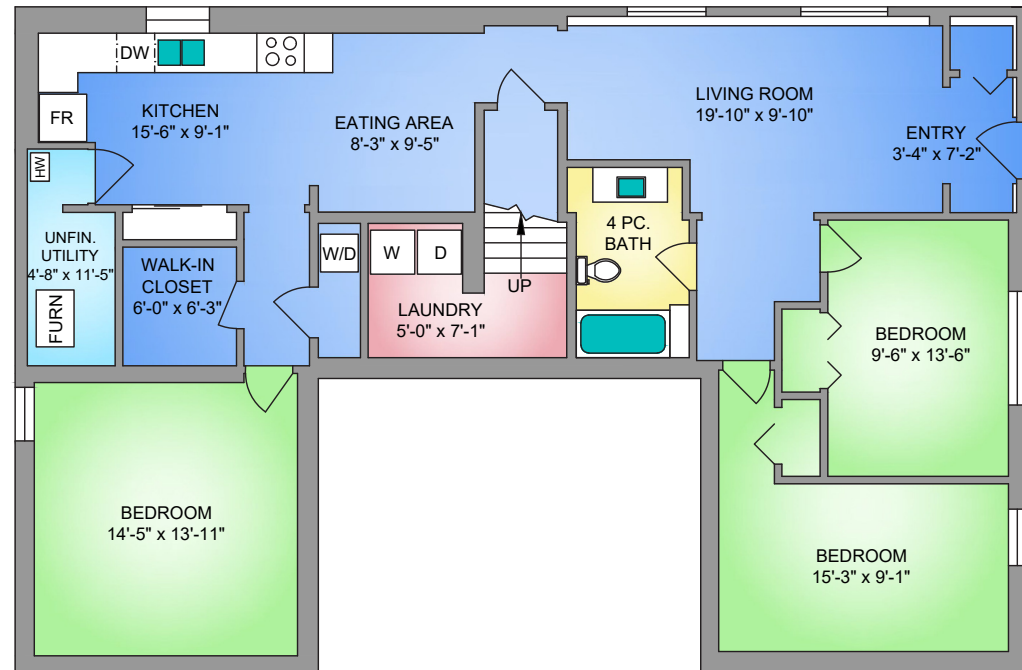 DW
FR
KITCHEN
15'-6" x 9'-1"
EATING AREA
8'-3" x 9'-5"
LIVING ROOM
19'-10" x 9'-10"
ENTRY
3'-4" x 7'-2"
HW
UNFIN.
UTILITY
4'-8" x 11'-5"
FURN
WALK-IN
CLOSET
6'-0" x 6'-3"
W/D
W
D
LAUNDRY
5'-0" x 7'-1"
UP
4 PC.
BATH
BEDROOM
9'-6" x 13'-6"
BEDROOM
14'-5" x 13'-11"
BEDROOM
15'-3" x 9'-1"